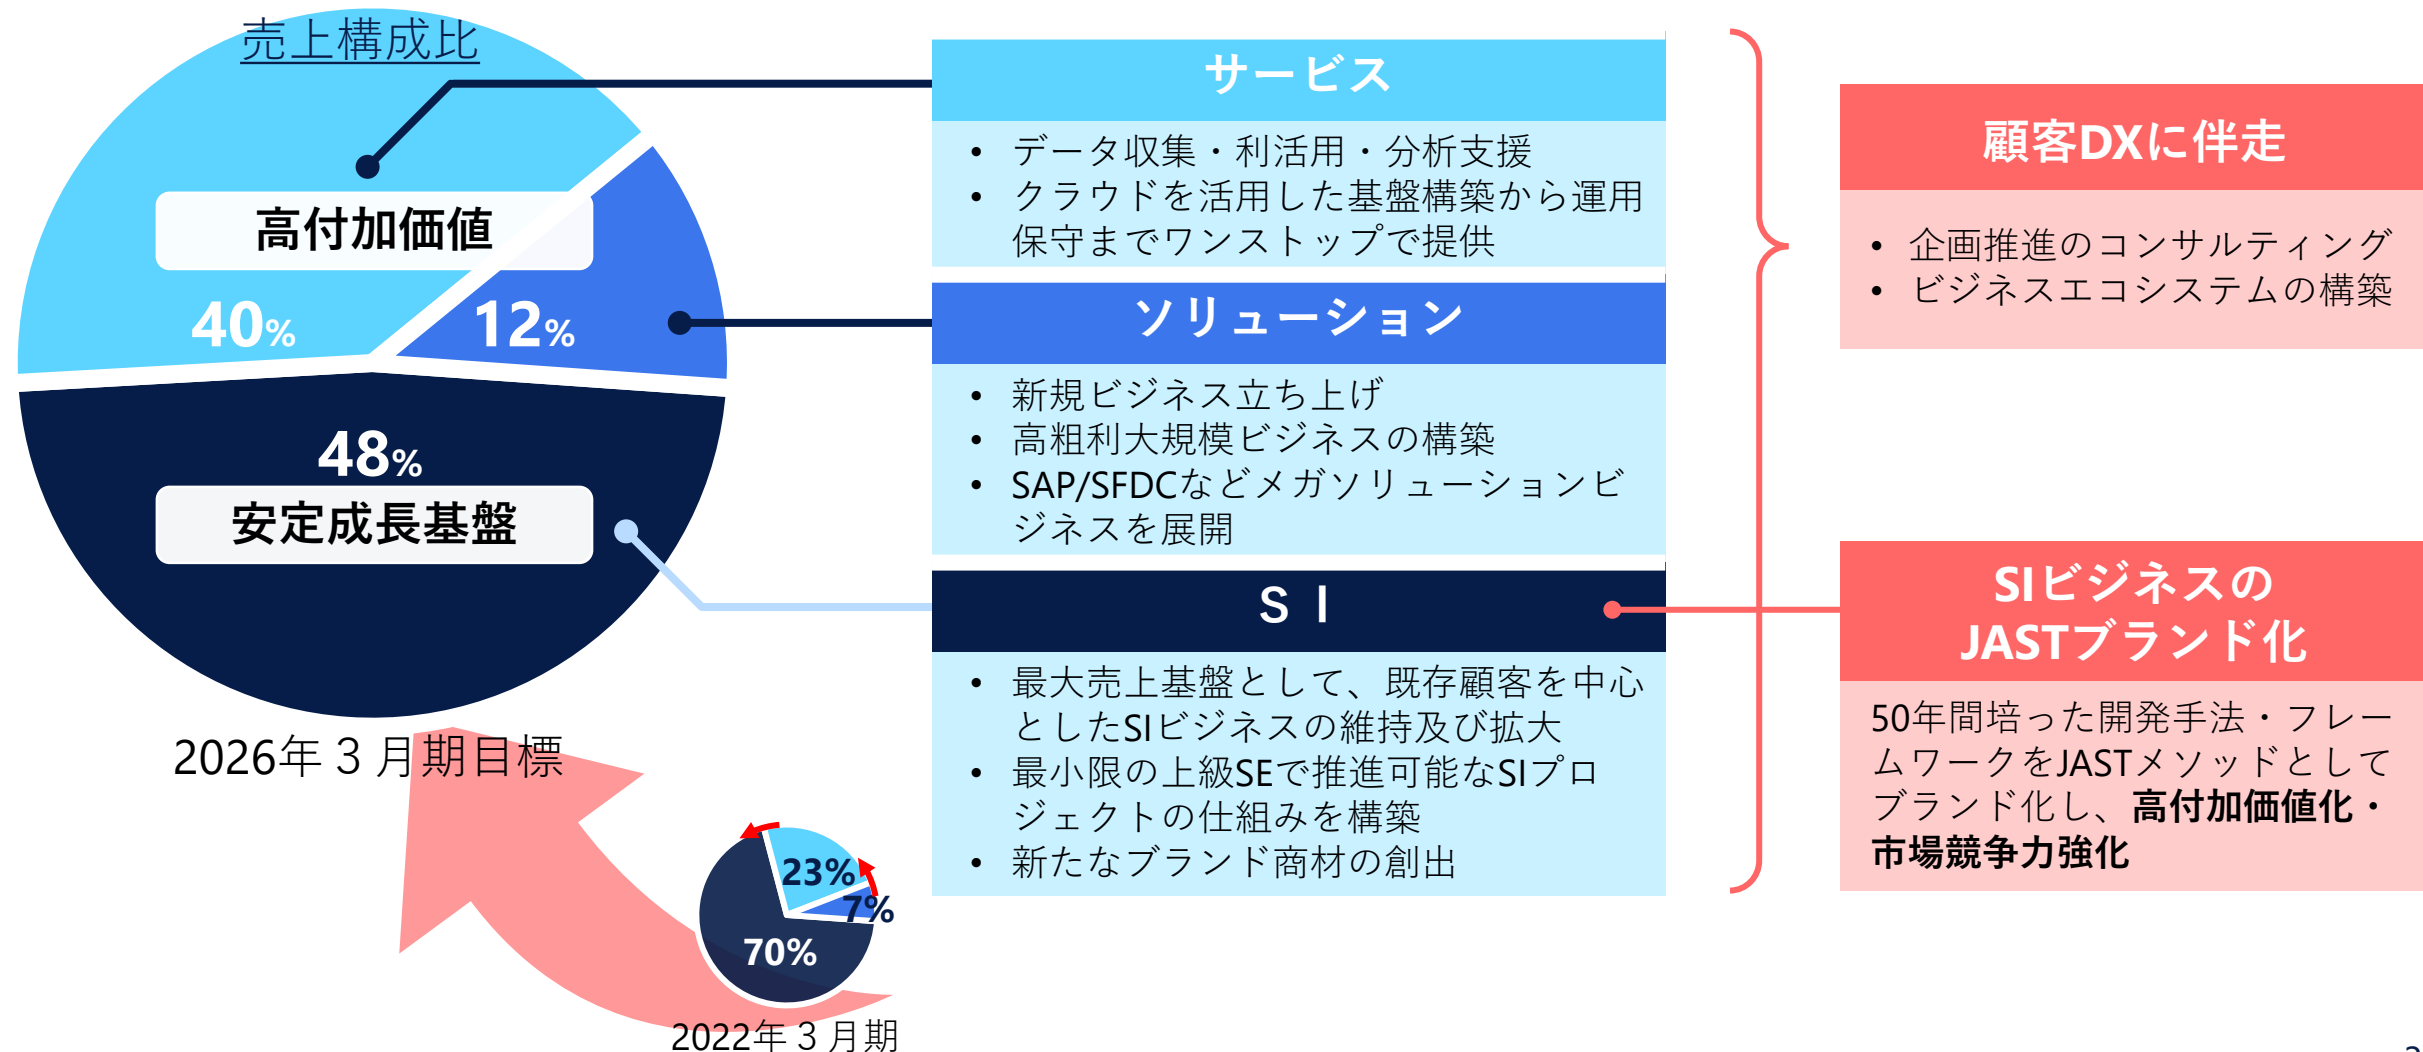 売上構成比
高付加価値
40%
12%
48%
安定成長基盤
2026年３月期目標
23%
7%
70%
2022年３月期
サービス
• データ収集・利活用・分析支援
• クラウドを活用した基盤構築から運用
保守までワンストップで提供
ソリューション
• 新規ビジネス立ち上げ
• 高粗利大規模ビジネスの構築
• SAP/SFDCなどメガソリューションビ
ジネスを展開
ＳＩ
• 最大売上基盤として、既存顧客を中心
としたSIビジネスの維持及び拡大
• 最小限の上級SEで推進可能なSIプロ
ジェクトの仕組みを構築
• 新たなブランド商材の創出
顧客DXに伴走
• 企画推進のコンサルティング
• ビジネスエコシステムの構築
SIビジネスの
JASTブランド化
50年間培った開発手法・フレー
ムワークをJASTメソッドとして
ブランド化し、高付加価値化・
市場競争力強化